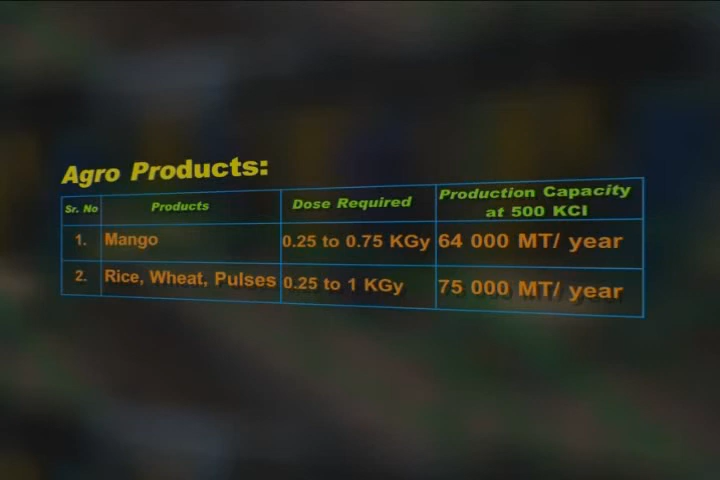 Agro Products:
Sr. No Products Dose Required Production Capacity at 500 KCI
1. Mango 0.25 to 0.75 KGy 64 000 MT/ year
2. Rice, Wheat, Pulses 0.25 to 1 KGy 75 000 MT/ year